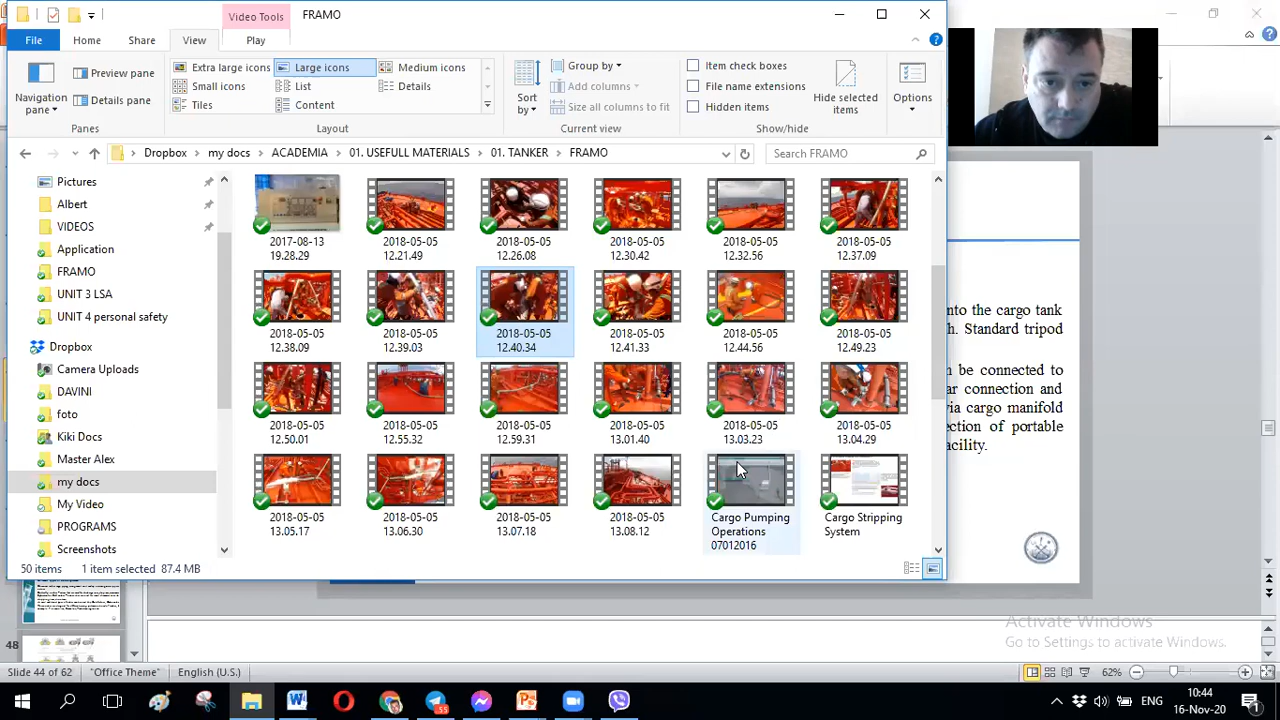 Video Tools
FRAMO
File
Home
Share
View
Play
Navigation pane
Preview pane
Details pane
Panes
Extra large icons
Large icons
Medium icons
Small icons
List
Details
Tiles
Content
Layout
Sort by
Group by
Add columns
Size all columns to fit
Current view
Item check boxes
File name extensions
Hidden items
Hide selected items
Show/hide
Options
Dropbox
my docs
ACADEMIA
01. USEFULL MATERIALS
01. TANKER
FRAMO
Search FRAMO
Pictures
Albert
VIDEOS
Application
FRAMO
UNIT 3 LSA
UNIT 4 personal safety
Dropbox
Camera Uploads
DAVINI
foto
Kiki Docs
Master Alex
my docs
My Video
PROGRAMS
Screenshots
2017-08-13 19.28.29
2018-05-05 12.21.49
2018-05-05 12.26.08
2018-05-05 12.30.42
2018-05-05 12.32.56
2018-05-05 12.37.09
2018-05-05 12.38.09
2018-05-05 12.39.03
2018-05-05 12.40.34
2018-05-05 12.41.33
2018-05-05 12.44.56
2018-05-05 12.49.23
2018-05-05 12.50.01
2018-05-05 12.55.32
2018-05-05 12.59.31
2018-05-05 13.01.40
2018-05-05 13.03.23
2018-05-05 13.04.29
2018-05-05 13.05.17
2018-05-05 13.06.30
2018-05-05 13.07.18
2018-05-05 13.08.12
Cargo Pumping Operations 07012016
Cargo Stripping System
50 items
1 item selected 87.4 MB
into the cargo tank
Standard tripod
be connected to
connection and
via cargo manifold
of portable
facility.
Activate Windows
Go to Settings to activate Windows.
48
Slide 44 of 62
"Office Theme"
English (U.S.)
62%
55
ENG
10:44
16-Nov-20
1